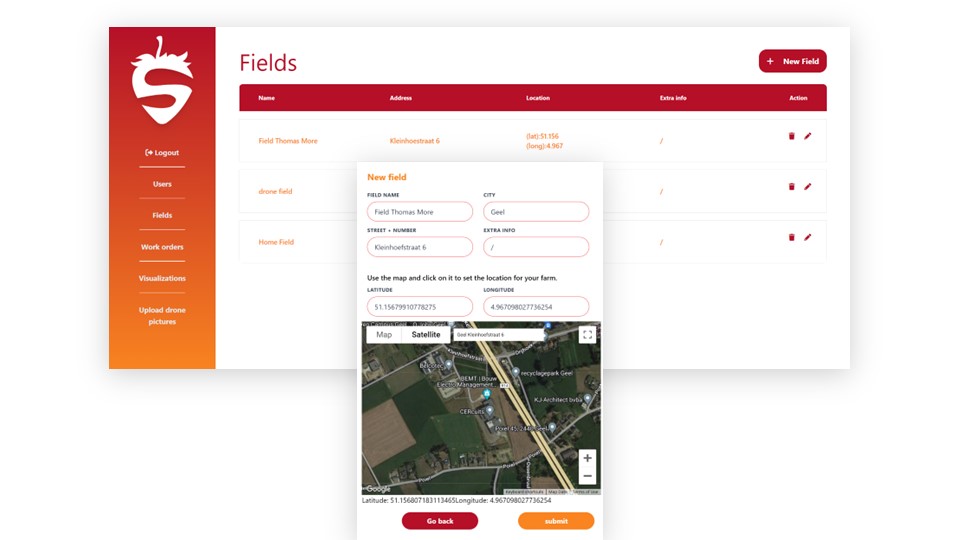 Fields
+ New Field
Name Address Location Extra info Action
Logout
Users
Fields
Work orders
Visualizations
Upload drone
pictures
Field Thomas More Kleinhoestraat 6 (lat):51.156 /
(long):4.967
drone field /
Home Field /
New field
FIELD NAME CITY
Field Thomas More Geel
STREET + NUMBER EXTRA INFO
Kleinhoefstraat 6 /
Use the map and click on it to set the location for your farm.
LATITUDE LONGITUDE
51.15679910778275 4.967098027736254
Map Satellite Geel Kleinhoefstraat 6
Kleinhoefstraat
Belcotec
recyclagepark Geel
BEMT | Bouw
Electro Management...
KJ Architect bvba
CERcuits
Pixel 45, 2440 Geel
Google
Keyboard shortcuts Map Data Terms of Use
Latitude: 51.156807183113465Longitude: 4.967098027736254
Go back submit